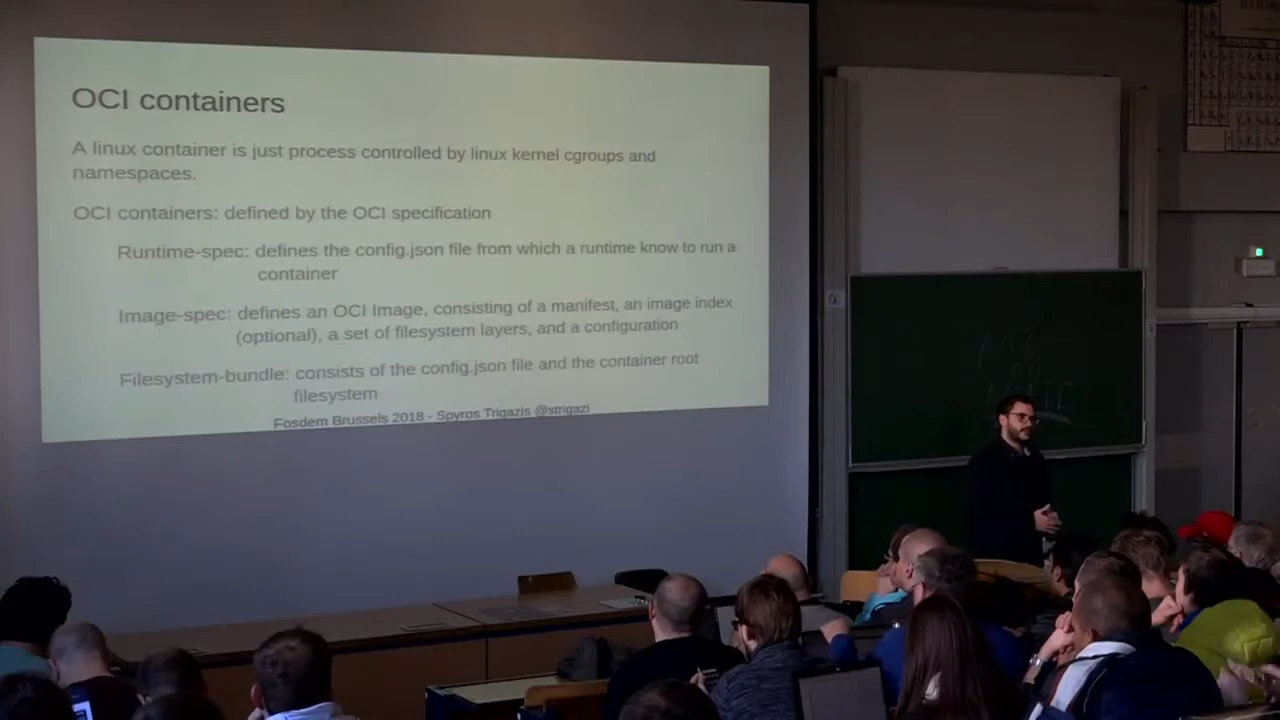 OCI containers
A linux container is just process controlled by linux kernel cgroups and
namespaces.
OCI containers: defined by the OCI specification
Runtime-spec: defines the config.json file from which a runtime know to run a
container
Image-spec: defines an OCI Image, consisting of a manifest, an image index
(optional), a set of filesystem layers, and a configuration
Filesystem-bundle: consists of the config.json file and the container root
filesystem
Fosdem Brussels 2018 - Spyros Trigazis @strigazi